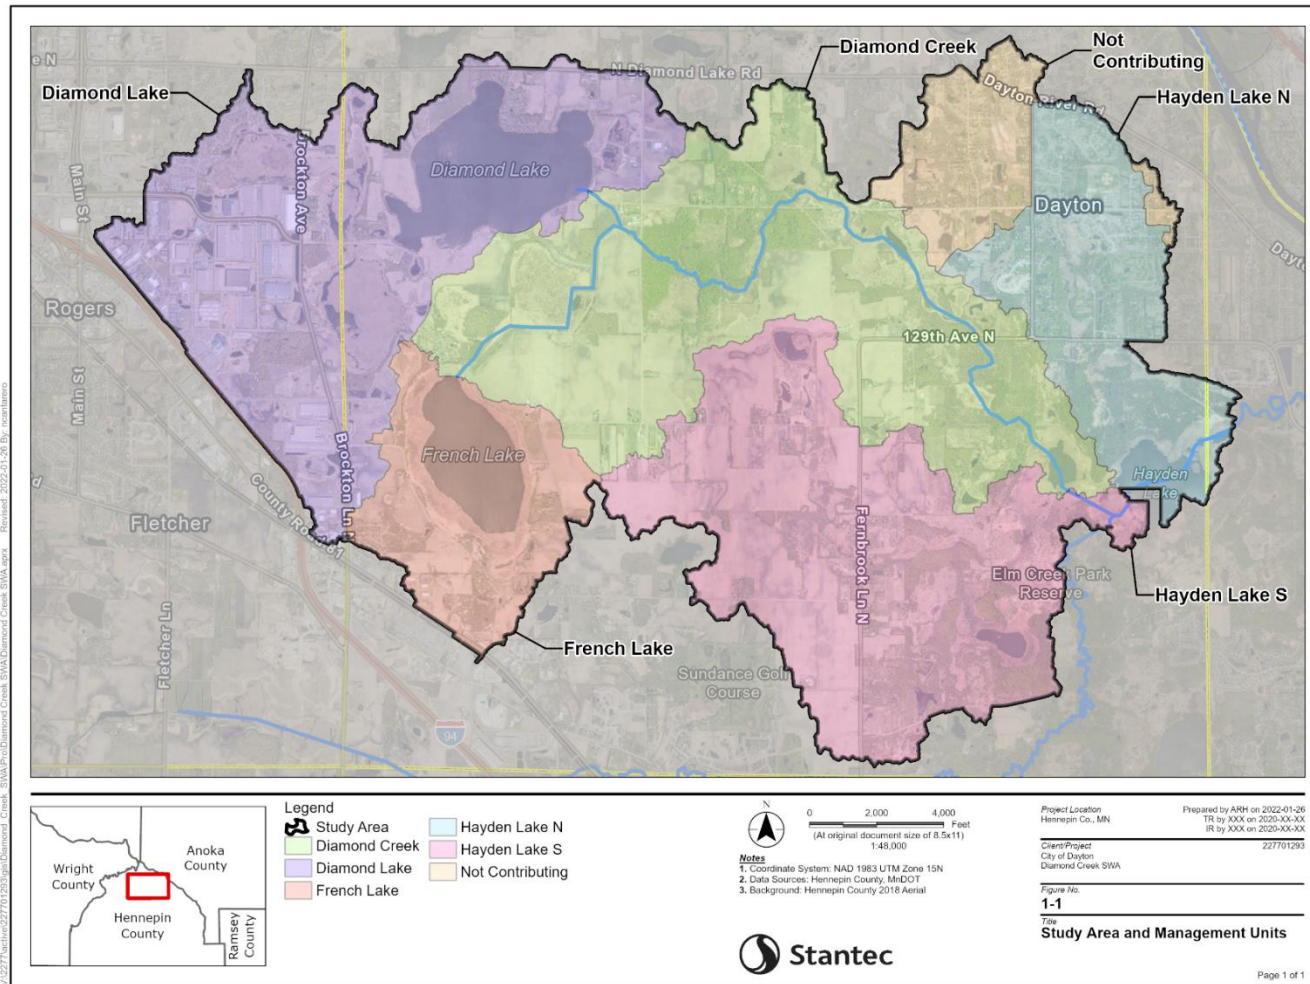 Diamond Creek
Not
Contributing
N Diamond Lake Rd
Dayton River Rd
Diamond Lake
Hayden Lake N
Brockton Ave
Diamond Lake
Main St
Dayton
Rogers
129th Ave N
Main St
French Lake
Brockton Ln N
Hayden
Lake
County Road 81
Fletcher
Fernbrook Ln N
Elm Creek Park
Reserve
Hayden Lake S
French Lake
Fletcher Ln
Sundance Golf
Course
94
Legend
Study Area
Diamond Creek
Diamond Lake
French Lake
Hayden Lake N
Hayden Lake S
Not Contributing
Wright
County
Anoka
County
Hennepin
County
Ramsey
County
N
0 2,000 4,000
Feet
(At original document size of 8.5x11)
1:48,000
Notes
1. Coordinate System: NAD 1983 UTM Zone 15N
2. Data Sources: Hennepin County, MnDOT
3. Background: Hennepin County 2018 Aerial
Stantec
Project Location
Hennepin Co., MN
Prepared by ARH on 2022-01-26
TR by XXX on 2020-XX-XX
IR by XXX on 2020-XX-XX
Client/Project
227701293
City of Dayton
Diamond Creek SWA
Figure No.
1-1
Title
Study Area and Management Units
Page 1 of 1
Revised: 2022-01-26 By: ncantarero